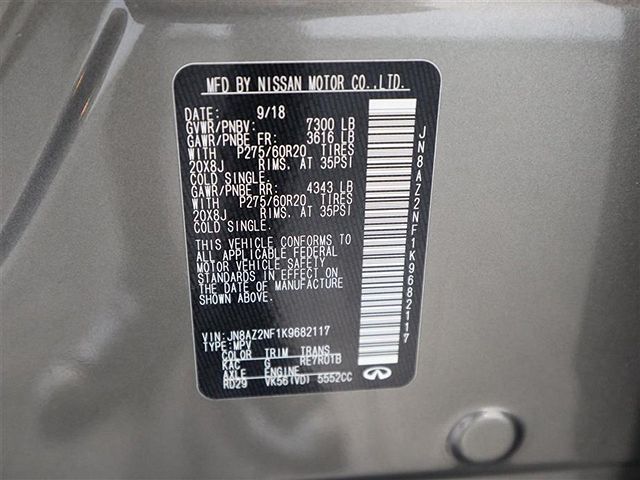 MFD BY NISSAN MOTOR CO.,LTD.
DATE: 9/18
GVWR/PNBV: 7300 LB
GAWR/PNBE FR: 3616 LB
WITH P275/60R20 TIRES
20X8J RIMS, AT 35PSI
COLD SINGLE.
GAWR/PNBE RR: 4343 LB
WITH P275/60R20 TIRES
20X8J RIMS, AT 35PSI
COLD SINGLE.
THIS VEHICLE CONFORMS TO
ALL APPLICABLE FEDERAL
MOTOR VEHICLE SAFETY
STANDARDS IN EFFECT ON
THE DATE OF MANUFACTURE
SHOWN ABOVE.
VIN:JN8AZ2NF1K9682117
TYPE:MPV
COLOR TRIM TRANS
KAC G RE7R01B
AXLE ENGINE
RD29 VK56(VD) 5552CC
JN8AZ2NF1K9682117